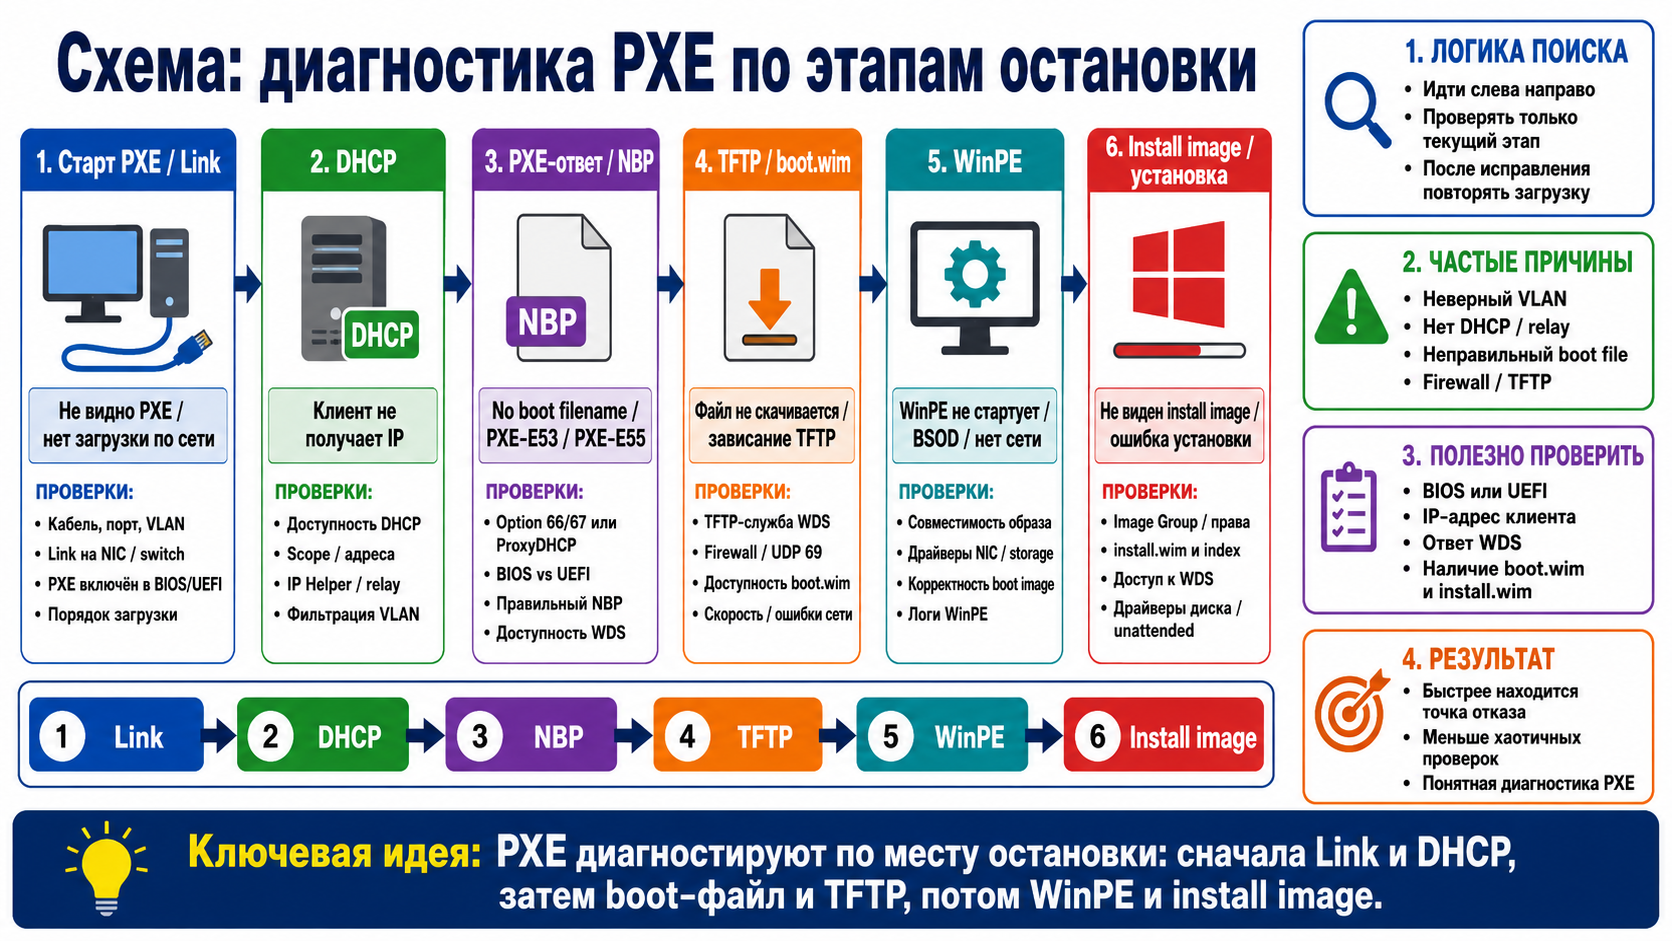 Схема: диагностика PXE по этапам остановки
1. Старт PXE / Link
Не видно PXE /
нет загрузки по сети
ПРОВЕРКИ:
• Кабель, порт, VLAN
• Link на NIC / switch
• PXE включён в BIOS/UEFI
• Порядок загрузки
2. DHCP
DHCP
Клиент не
получает IP
ПРОВЕРКИ:
• Доступность DHCP
• Scope / адреса
• IP Helper / relay
• Фильтрация VLAN
3. PXE-ответ / NBP
NBP
No boot filename /
PXE-E53 / PXE-E55
ПРОВЕРКИ:
• Option 66/67 или
ProxyDHCP
• BIOS vs UEFI
• Правильный NBP
• Доступность WDS
4. TFTP / boot.wim
Файл не скачивается /
зависание TFTP
ПРОВЕРКИ:
• TFTP-служба WDS
• Firewall / UDP 69
• Доступность boot.wim
• Скорость / ошибки сети
5. WinPE
WinPE не стартует /
BSOD / нет сети
ПРОВЕРКИ:
• Совместимость образа
• Драйверы NIC / storage
• Корректность boot image
• Логи WinPE
6. Install image /
установка
Не виден install image /
ошибка установки
ПРОВЕРКИ:
• Image Group / права
• install.wim и index
• Доступ к WDS
• Драйверы диска /
unattended
1 Link
2 DHCP
3 NBP
4 TFTP
5 WinPE
6 Install image
1. ЛОГИКА ПОИСКА
• Идти слева направо
• Проверять только
текущий этап
• После исправления
повторять загрузку
2. ЧАСТЫЕ ПРИЧИНЫ
• Неверный VLAN
• Нет DHCP / relay
• Неправильный boot file
• Firewall / TFTP
3. ПОЛЕЗНО ПРОВЕРИТЬ
• BIOS или UEFI
• IP-адрес клиента
• Ответ WDS
• Наличие boot.wim
и install.wim
4. РЕЗУЛЬТАТ
• Быстрее находится
точка отказа
• Меньше хаотичных
проверок
• Понятная диагностика PXE
Ключевая идея: PXE диагностируют по месту остановки: сначала Link и DHCP,
затем boot-файл и TFTP, потом WinPE и install image.